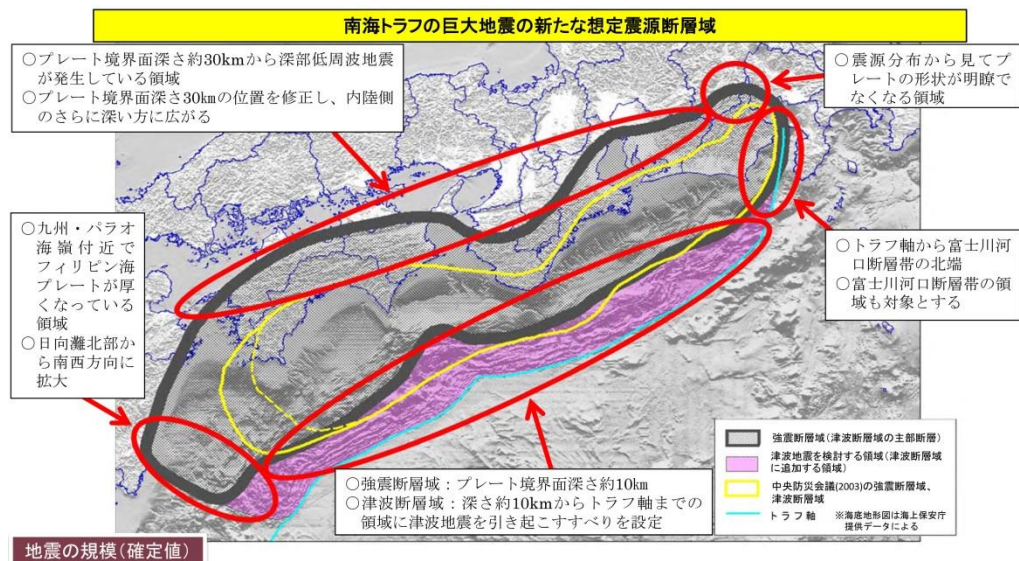 南海トラフの巨大地震の新たな想定震源断層域
○プレート境界面深さ約30kmから深部低周波地震
が発生している領域
○プレート境界面深さ30kmの位置を修正し、内陸側
のさらに深い方に広がる
○震源分布から見てプ
レートの形状が明瞭で
なくなる領域
○九州・パラオ
海嶺付近で
フィリピン海
プレートが厚
くなっている
領域
○日向灘北部か
ら南西方向に
拡大
○トラフ軸から富士川河
口断層帯の北端
○富士川河口断層帯の領
域も対象とする
○強震断層域：プレート境界面深さ約10km
○津波断層域：深さ約10kmからトラフ軸までの
領域に津波地震を引き起こすすべりを設定
強震断層域(津波断層域の主部断層)
津波地震を検討する領域(津波断層域
に追加する領域)
中央防災会議(2003)の強震断層域、
津波断層域
トラフ軸
※海底地形図は海上保安庁
提供データによる
地震の規模(確定値)